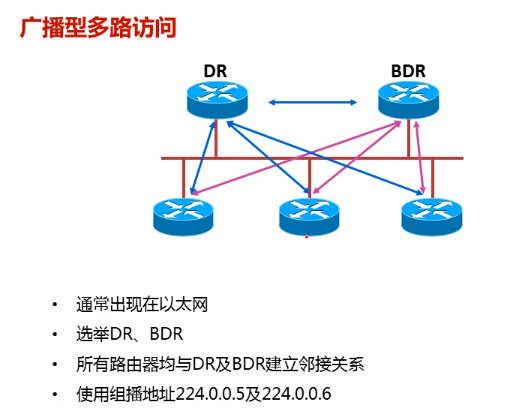 广播型多路访问
DR
BDR
• 通常出现在以太网
• 选举DR、BDR
• 所有路由器均与DR及BDR建立邻接关系
• 使用组播地址224.0.0.5及224.0.0.6